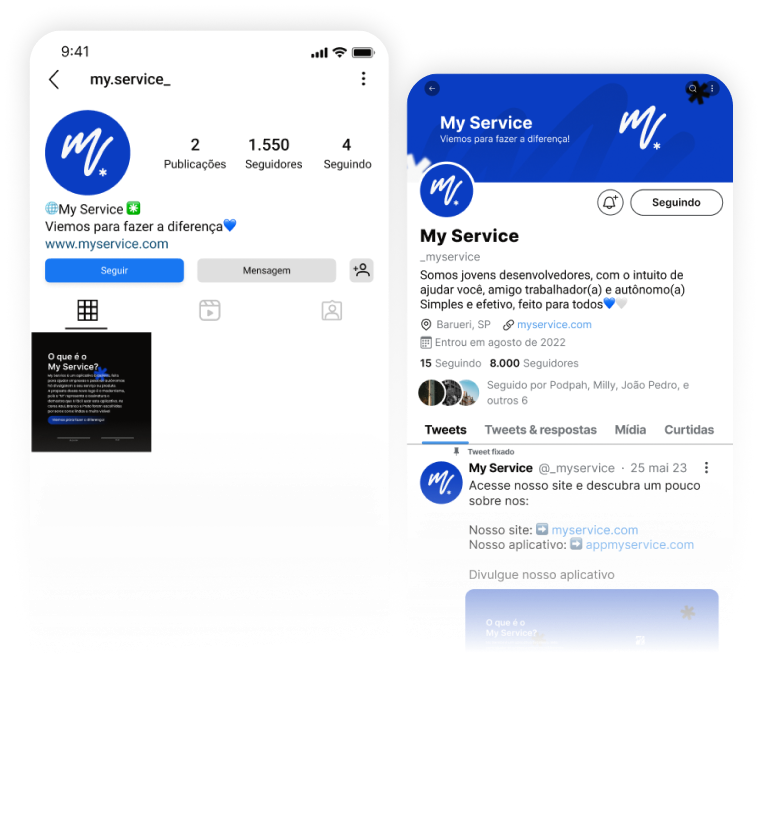 9:41
my.service_
2
1.550
4
Publicações
Seguidores
Seguindo
🌐My Service ✳️
Viemos para fazer a diferença💙
www.myservice.com
Seguir
Mensagem
O que é o
My Service?
Viemos para fazer a diferença
My Service
Viemos para fazer a diferença!
Seguindo
My Service
_myservice
Somos jovens desenvolvedores, com o intuito de
ajudar você, amigo trabalhador(a) e autônomo(a)
Simples e efetivo, feito para todos💙🤍
Barueri, SP myservice.com
Entrou em agosto de 2022
15 Seguindo 8.000 Seguidores
Seguido por Podpah, Milly, João Pedro, e
outros 6
Tweets
Tweets & respostas
Mídia
Curtidas
Tweet fixado
My Service @_myservice · 25 mai 23
Acesse nosso site e descubra um pouco
sobre nos:
Nosso site: ➡️ myservice.com
Nosso aplicativo: ➡️ appmyservice.com
Divulgue nosso aplicativo
O que é o
My Service?